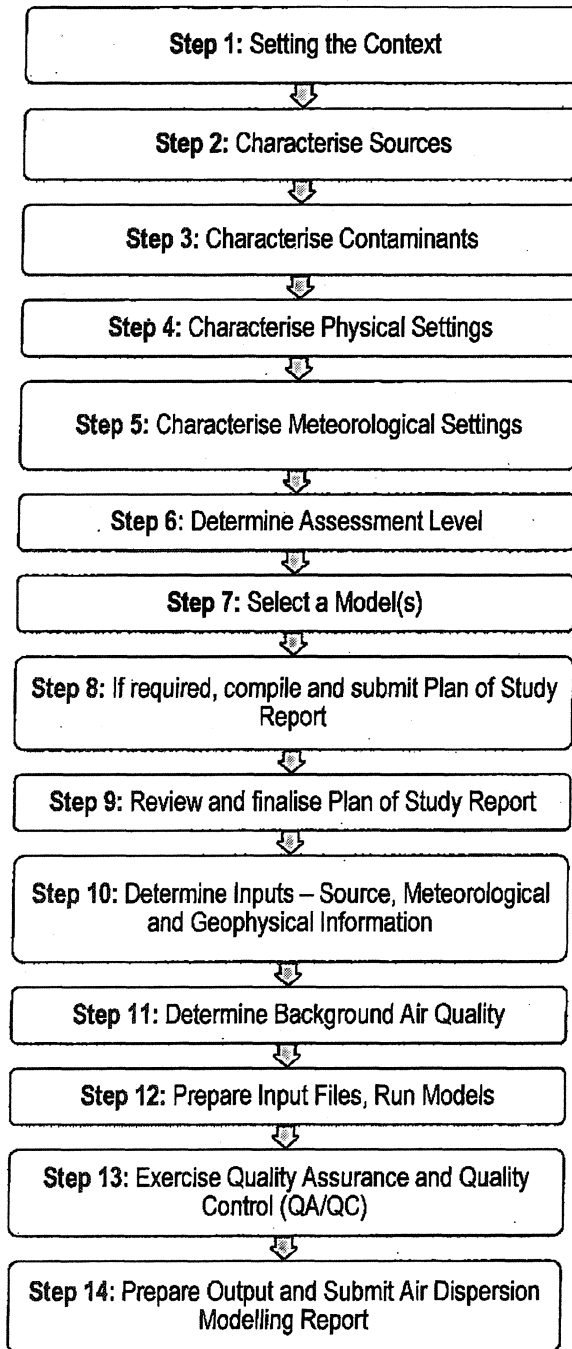 Step 1: Setting the Context
Step 2: Characterise Sources
Step 3: Characterise Contaminants
Step 4: Characterise Physical Settings
Step 5: Characterise Meteorological Settings
Step 6: Determine Assessment Level
Step 7: Select a Model(s)
Step 8: If required, compile and submit Plan of Study
Report
Step 9: Review and finalise Plan of Study Report
Step 10: Determine Inputs – Source, Meteorological
and Geophysical Information
Step 11: Determine Background Air Quality
Step 12: Prepare Input Files, Run Models
Step 13: Exercise Quality Assurance and Quality
Control (QA/QC)
Step 14: Prepare Output and Submit Air Dispersion
Modelling Report